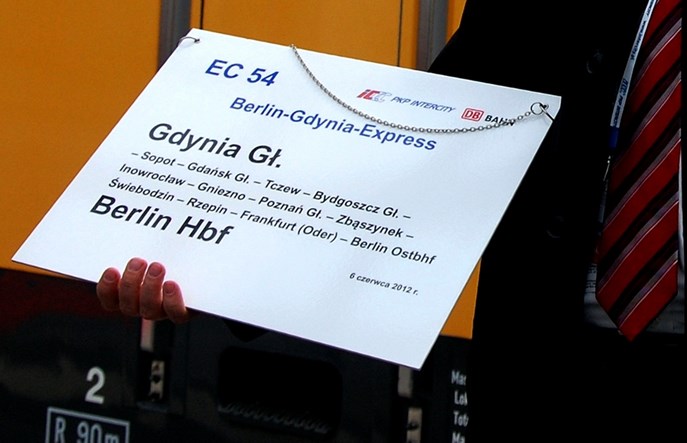 EC 54
PKP INTERCITY
DB BAHN
Berlin-Gdynia-Express
Gdynia Gł.
– Sopot – Gdańsk Gł. – Tczew – Bydgoszcz Gł. –
Inowrocław – Gniezno – Poznań Gł. – Zbąszynek –
Świebodzin – Rzepin – Frankfurt (Oder) – Berlin Ostbhf
Berlin Hbf
6 czerwca 2012 r.
2
R 90m